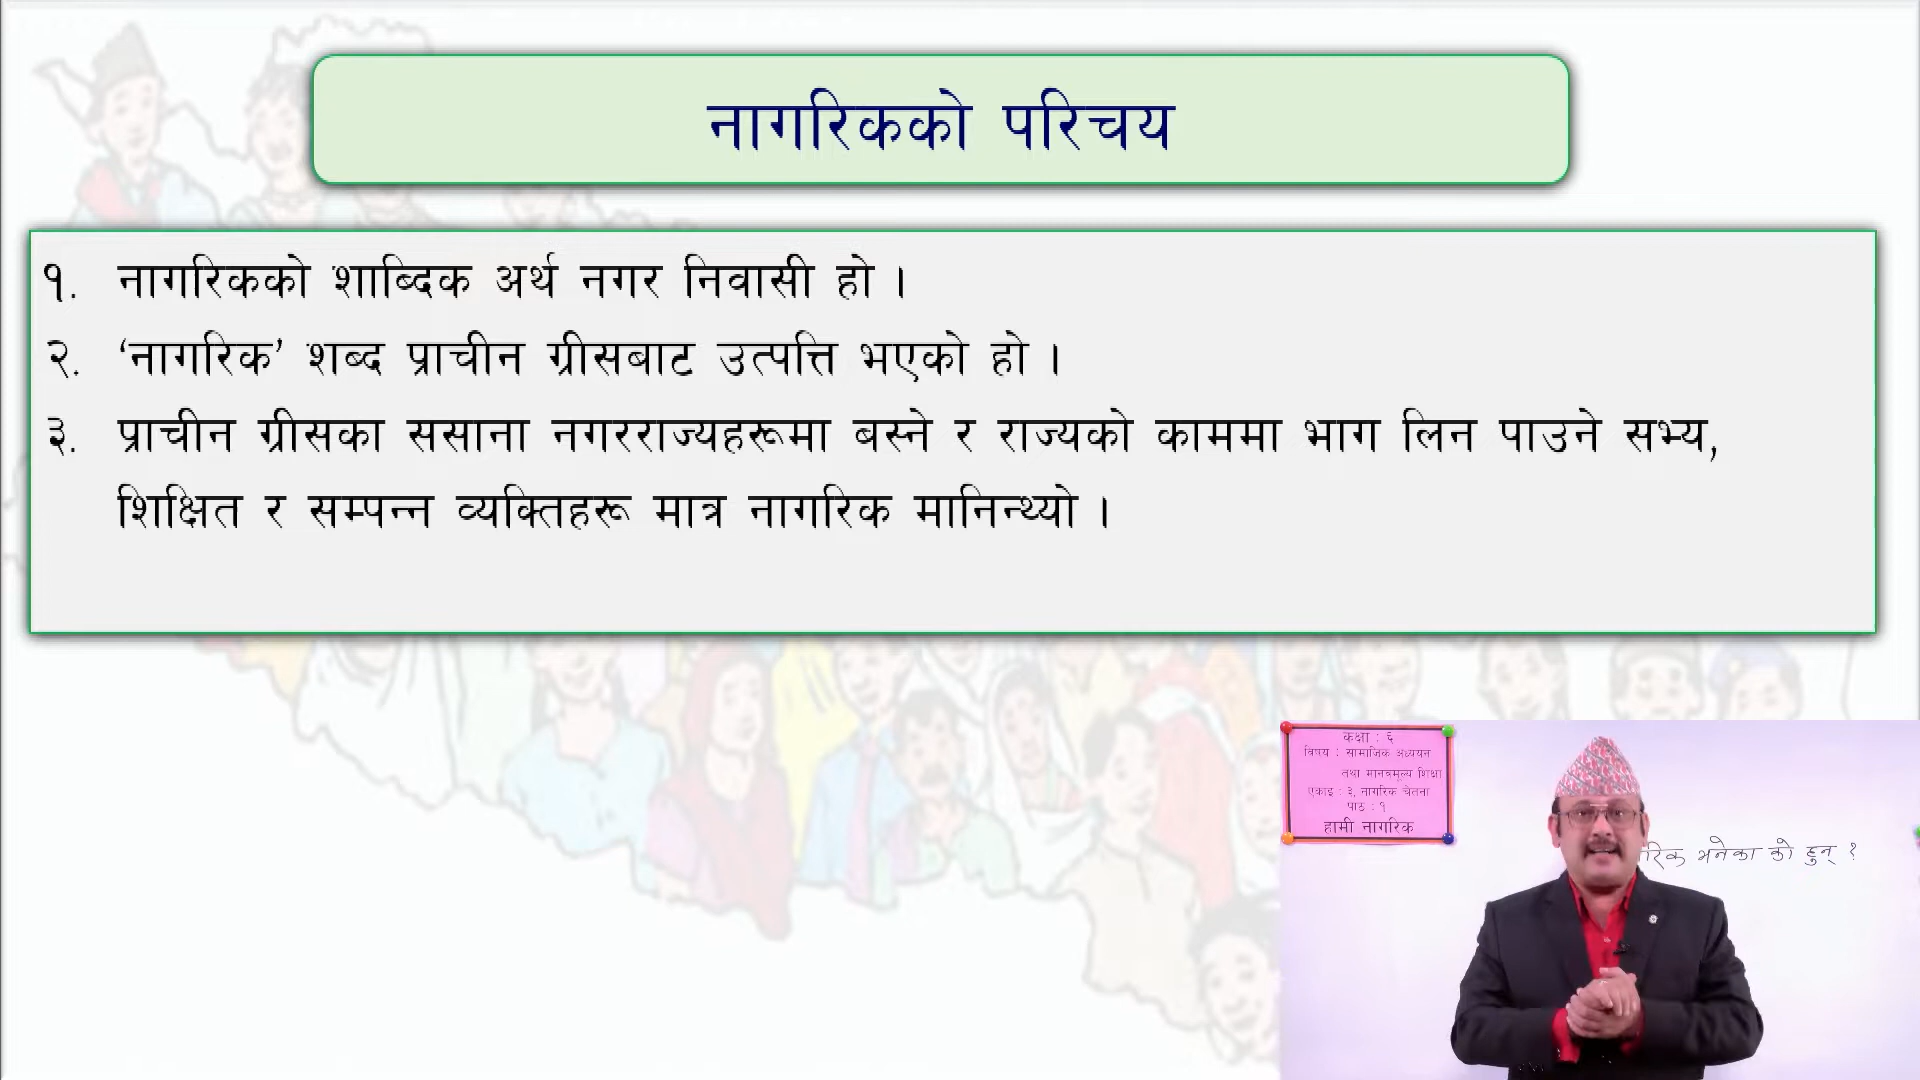 नागरिकको परिचय
१. नागरिकको शाब्दिक अर्थ नगर निवासी हो ।
२. ‘नागरिक’ शब्द प्राचीन ग्रीसबाट उत्पत्ति भएको हो ।
३. प्राचीन ग्रीसका ससाना नगरराज्यहरूमा बस्ने र राज्यको काममा भाग लिन पाउने सभ्य,
शिक्षित र सम्पन्न व्यक्तिहरू मात्र नागरिक मानिन्थ्यो ।
कक्षा : ६
विषय : सामाजिक अध्ययन
तथा मानवमूल्य शिक्षा
एकाइ : ३, नागरिक चेतना
पाठ : १
हामी नागरिक
रिक भनेका को हुन् ?